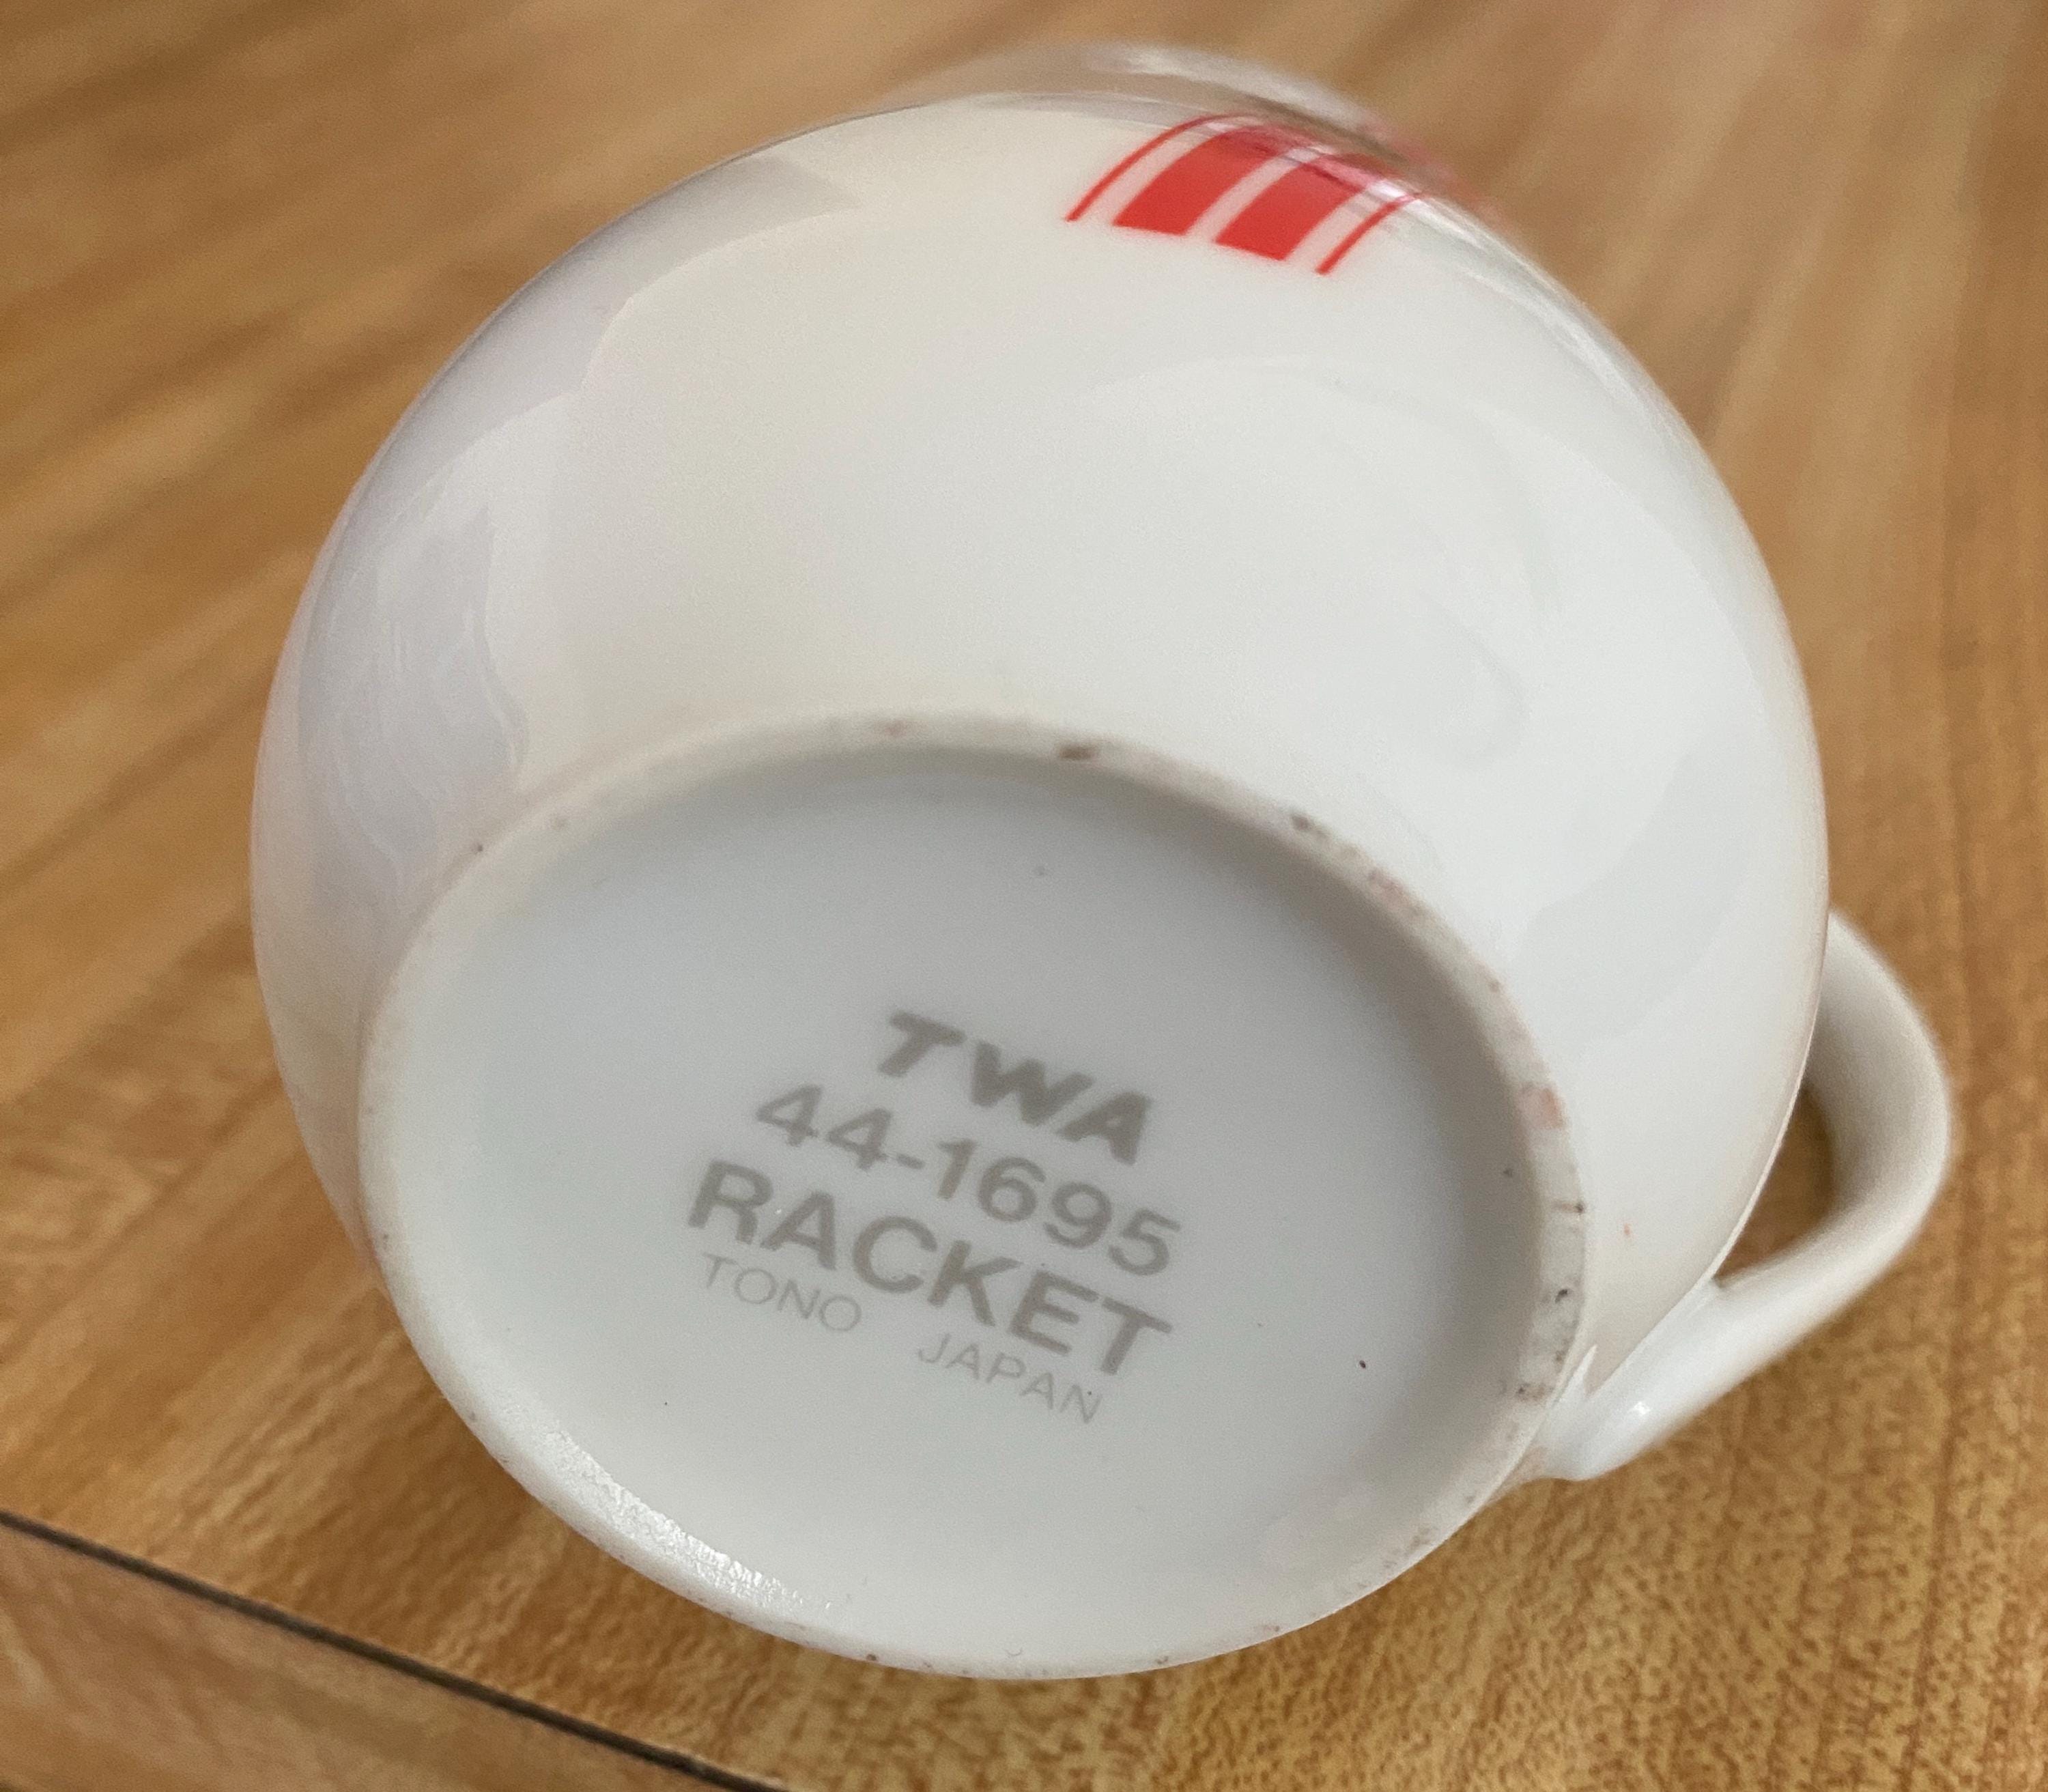 TWA
44-1695
RACKET
TONO JAPAN